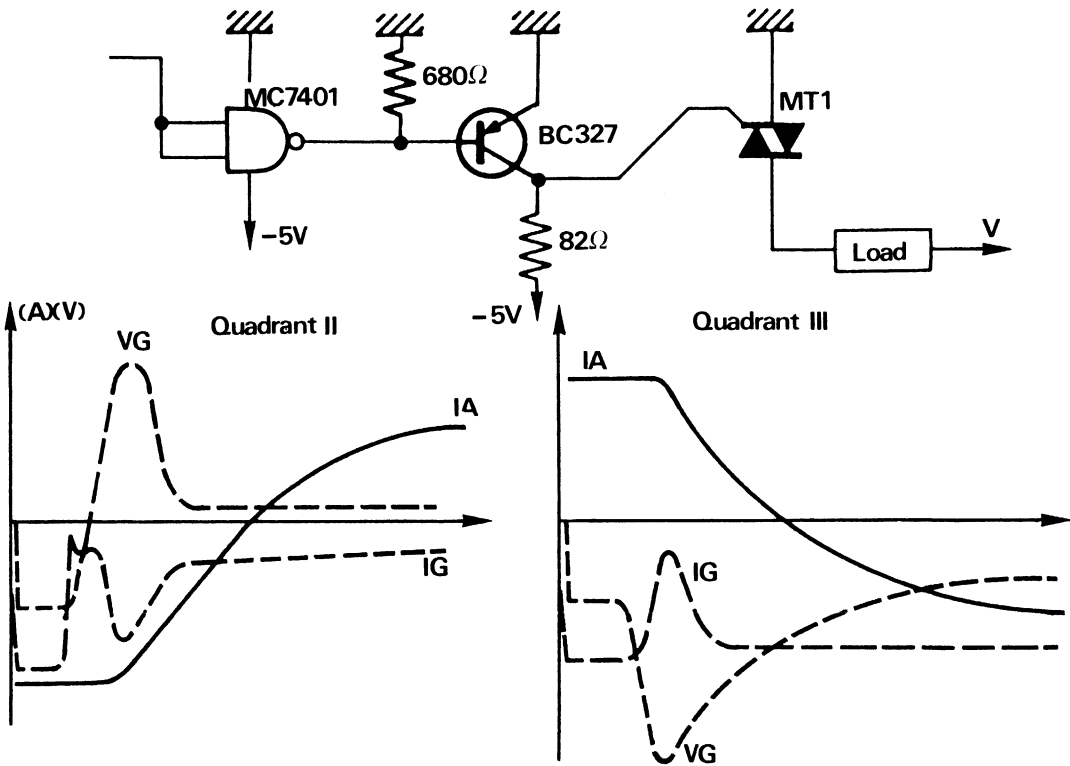 MC7401
680Ω
BC327
MT1
-5V
82Ω
-5V
Load
V
(A)(V)
Quadrant II
VG
IA
IG
Quadrant III
IA
IG
VG